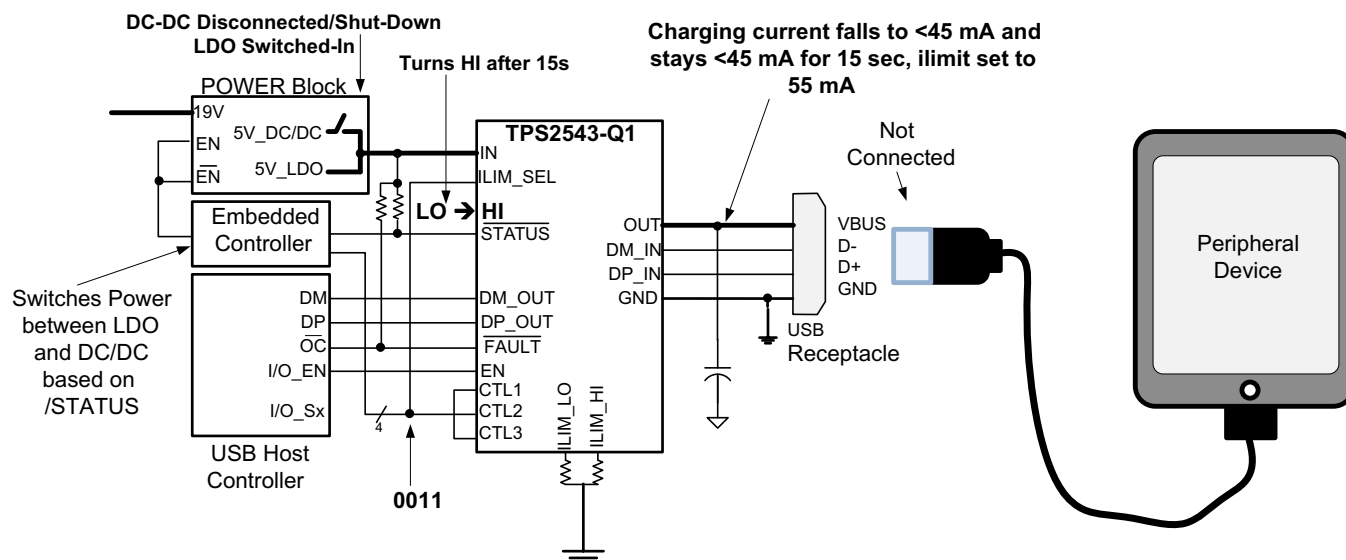 DC-DC Disconnected/Shut-Down
LDO Switched-In
Turns HI after 15s
Charging current falls to <45 mA and
stays <45 mA for 15 sec, ilimit set to
55 mA
POWER Block
19V
EN
EN
5V_DC/DC
5V_LDO
Embedded
Controller
Switches Power
between LDO
and DC/DC
based on
/STATUS
DM
DP
OC
I/O_EN
I/O_Sx
USB Host
Controller
4
0011
LO ➔ HI
TPS2543-Q1
IN
ILIM_SEL
STATUS
DM_OUT
DP_OUT
FAULT
EN
CTL1
CTL2
CTL3
ILIM_LO
ILIM_HI
OUT
DM_IN
DP_IN
GND
Not
Connected
VBUS
D-
D+
GND
USB
Receptacle
Peripheral
Device